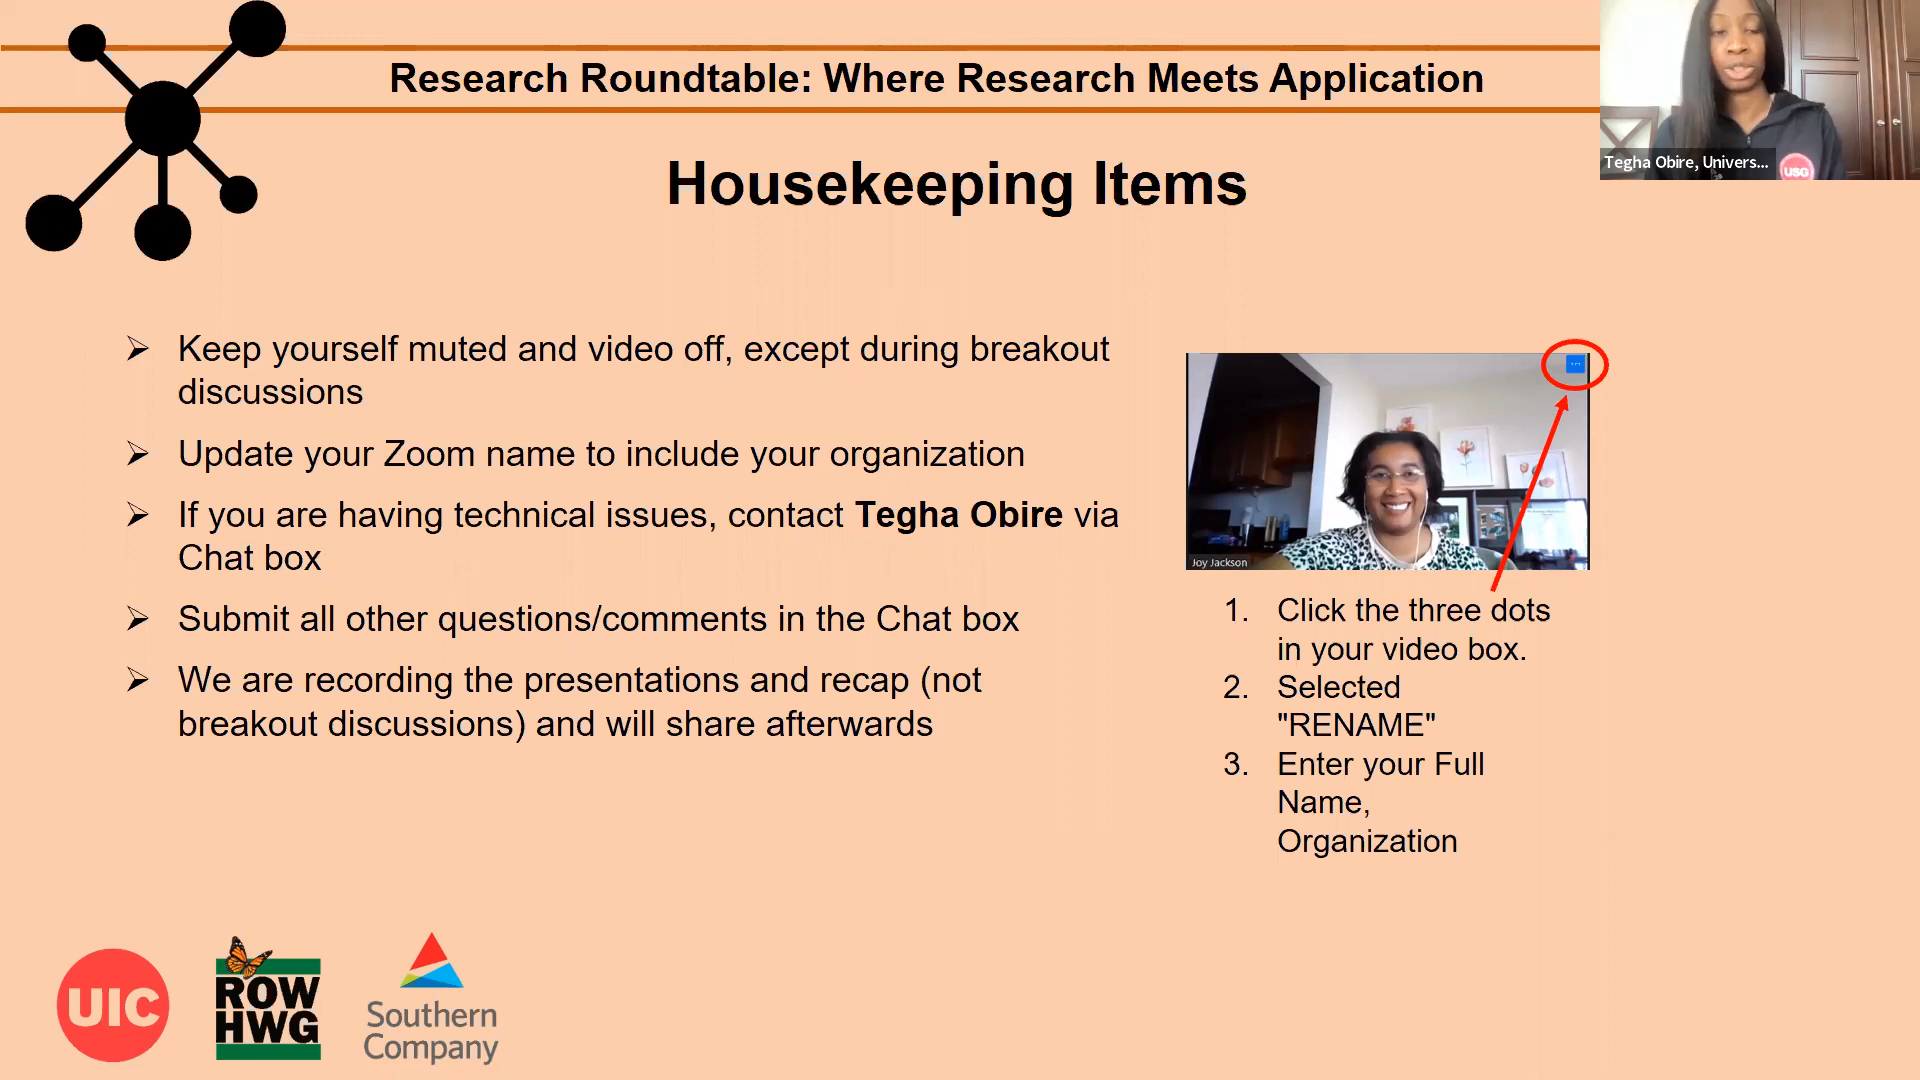 Research Roundtable: Where Research Meets Application
Tegha Obire, Univers...
USG
Housekeeping Items
Keep yourself muted and video off, except during breakout
discussions
Update your Zoom name to include your organization
If you are having technical issues, contact Tegha Obire via
Chat box
Submit all other questions/comments in the Chat box
We are recording the presentations and recap (not
breakout discussions) and will share afterwards
Joy Jackson
1. Click the three dots
in your video box.
2. Selected
"RENAME"
3. Enter your Full
Name,
Organization
UIC
ROW
HWG
Southern
Company